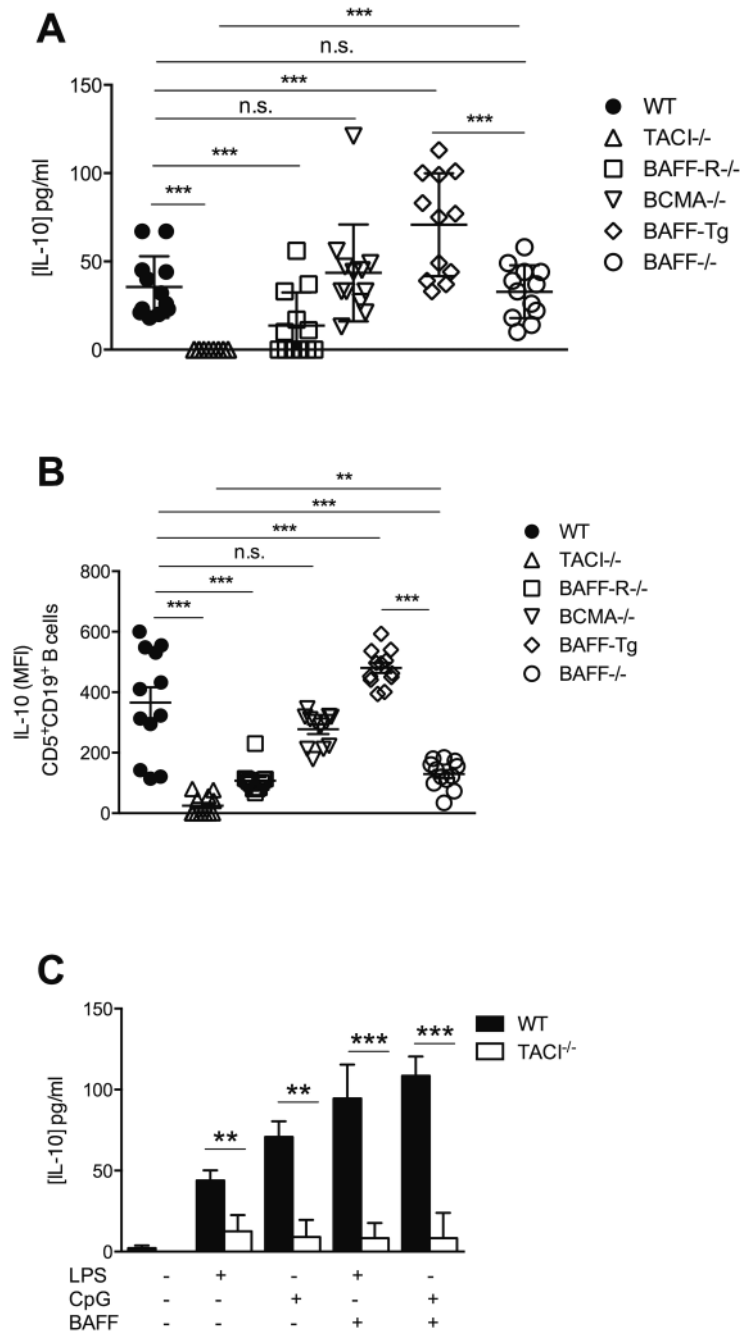 A
***
n.s.
***
n.s.
***
***
***
150
100
50
0
[IL-10] pg/ml
WT
TACI-/-
BAFF-R-/-
BCMA-/-
BAFF-Tg
BAFF-/-
B
**
***
***
n.s.
***
***
***
800
600
400
200
0
IL-10 (MFI)
CD5+CD19+ B cells
WT
TACI-/-
BAFF-R-/-
BCMA-/-
BAFF-Tg
BAFF-/-
C
150
100
50
0
[IL-10] pg/ml
**
**
***
***
WT
TACI-/-
LPS - + - + -
CpG - - + - +
BAFF - - - + +